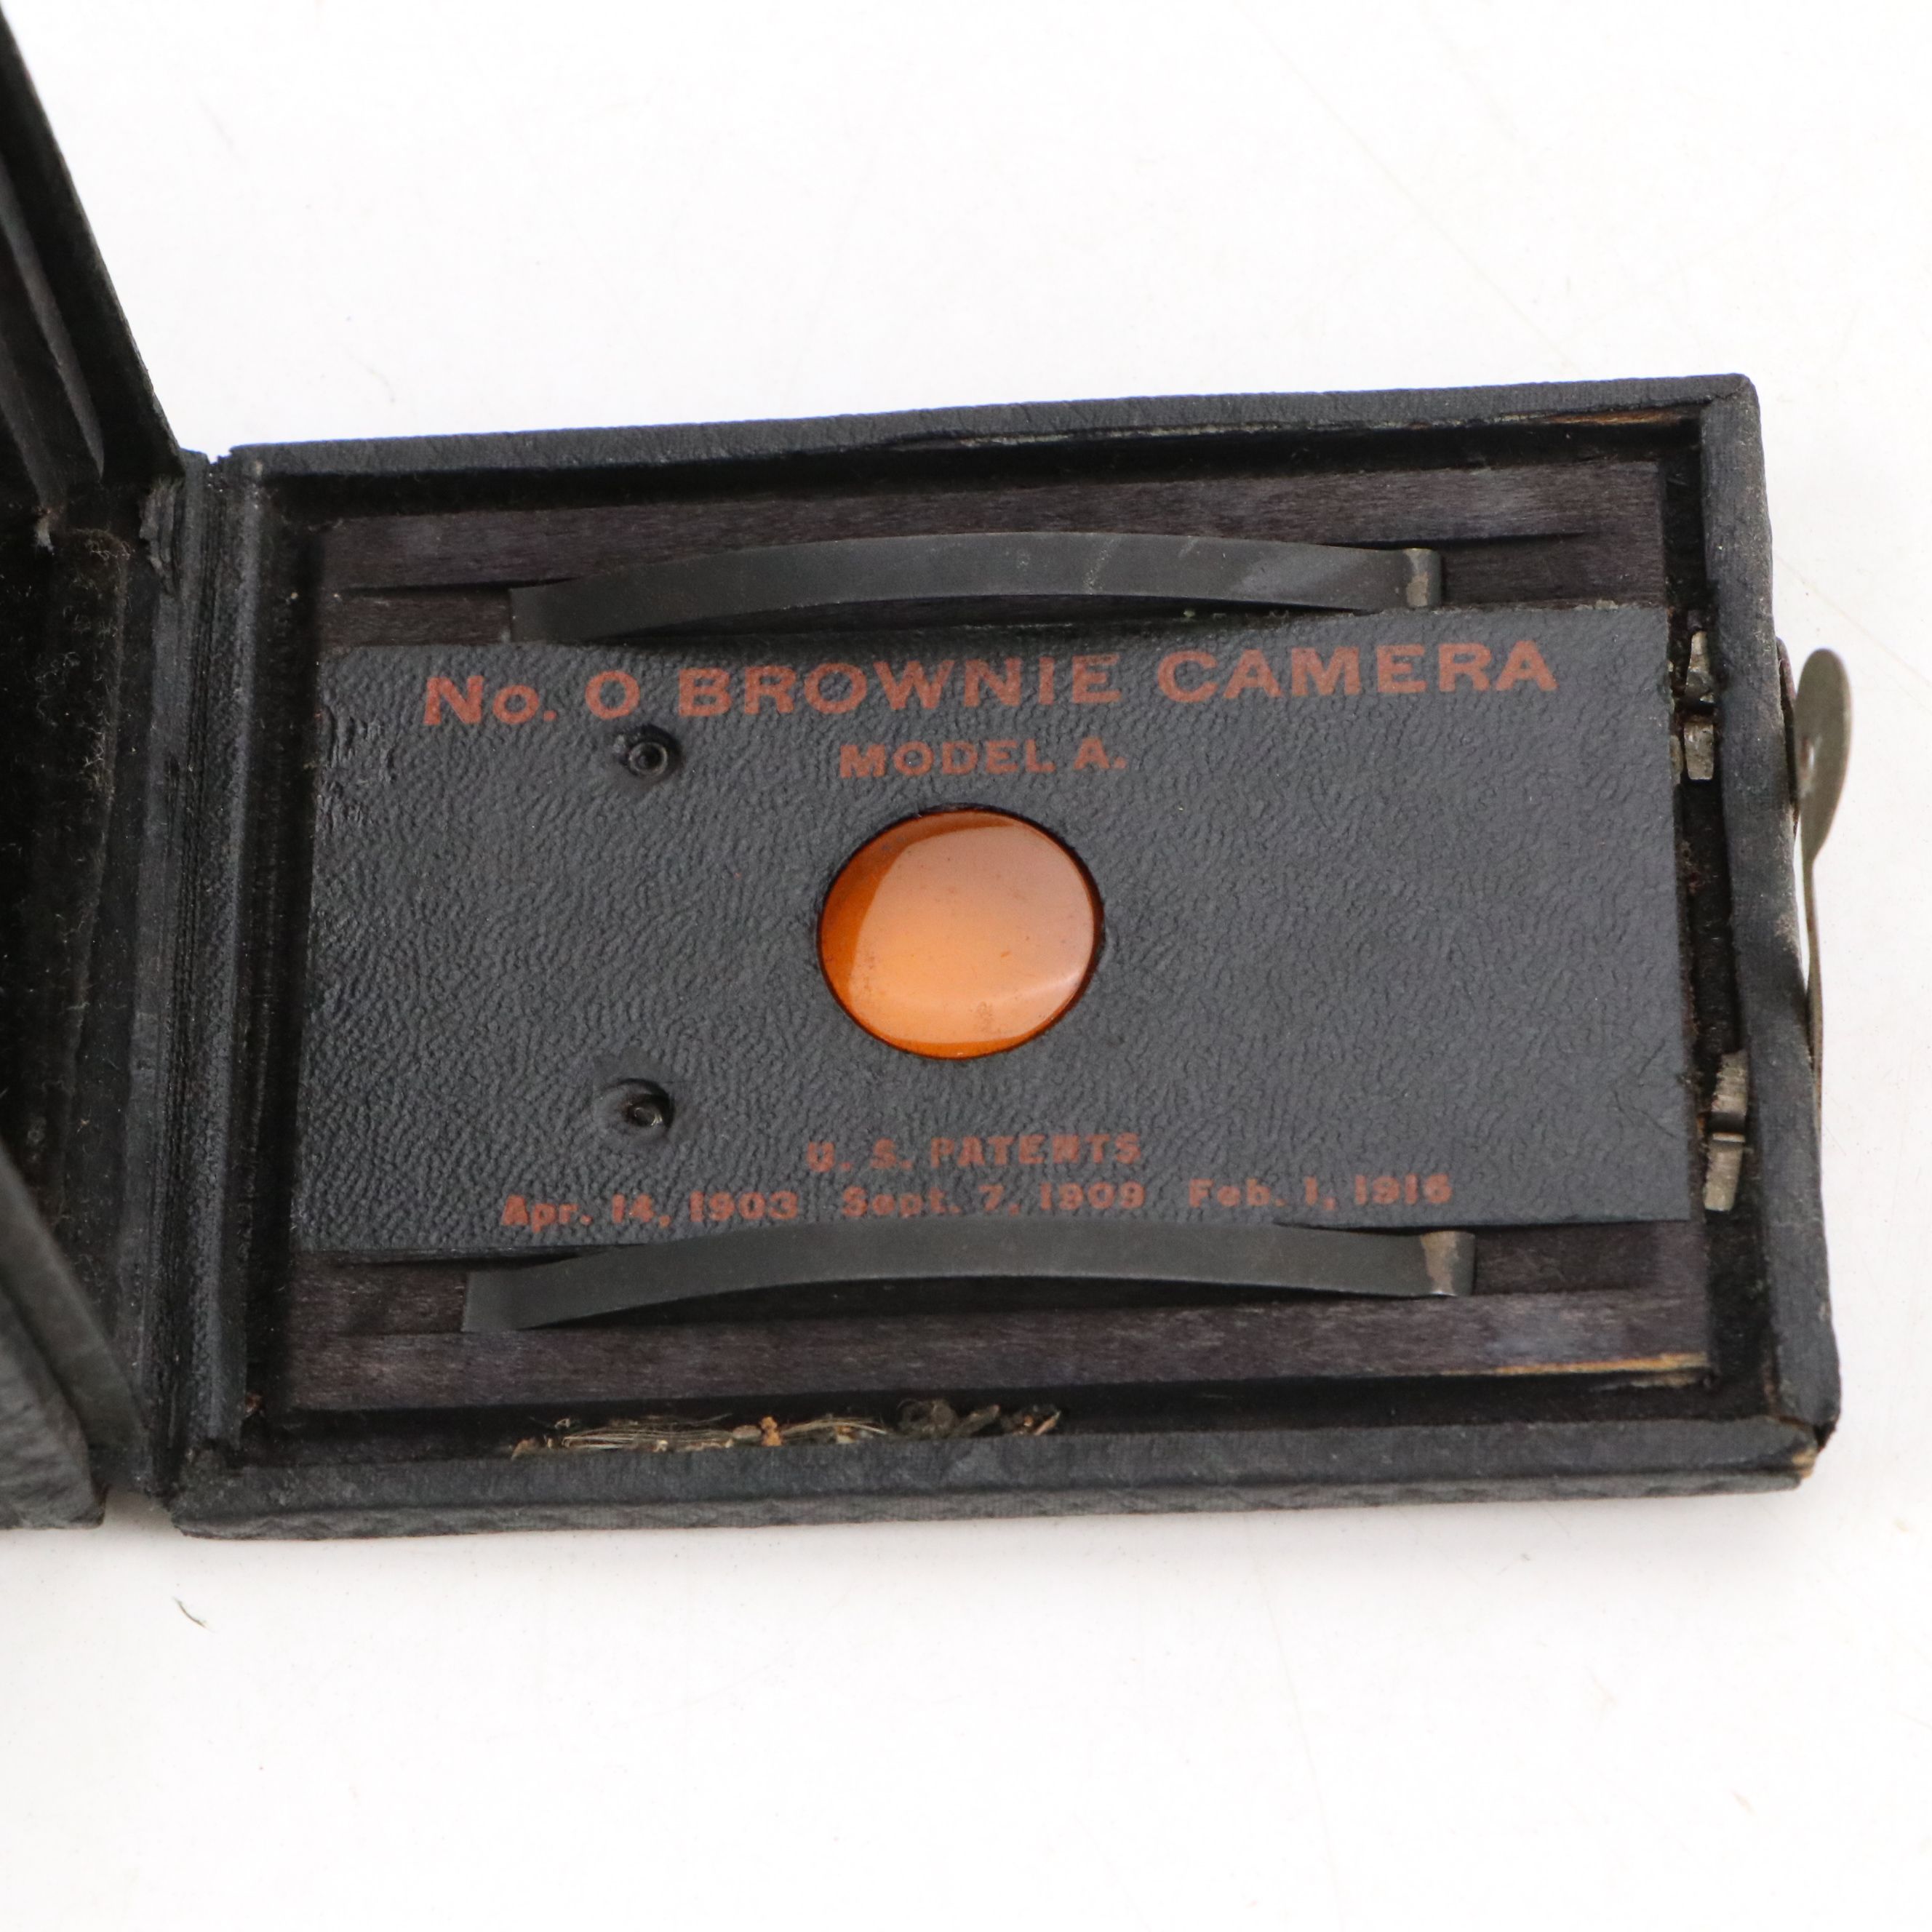 No. 0 BROWNIE CAMERA
MODEL A.
U. S. PATENTS
Apr. 14, 1903 Sept. 7, 1909 Feb. 1, 1916